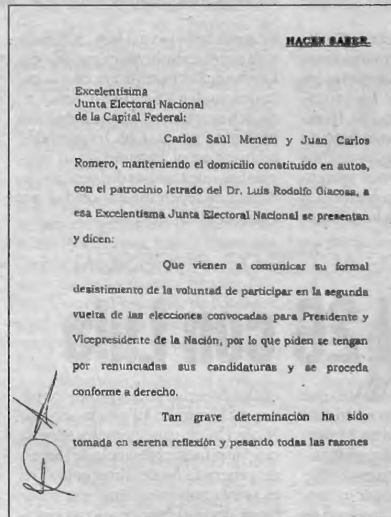 HACEN SABER
Excelentísima
Junta Electoral Nacional
de la Capital Federal:
Carlos Saúl Menem y Juan Carlos
Romero, manteniendo el domicilio constituido en autos,
con el patrocinio letrado del Dr. Luis Rodolfo Giacosa, a
esa Excelentísma Junta Electoral Nacional se presentan
y dicen:
Que vienen a comunicar su formal
desistimiento de la voluntad de participar en la segunda
vuelta de las elecciones convocadas para Presidente y
Vicepresidente de la Nación, por lo que piden se tengan
por renunciadas sus candidaturas y se proceda
conforme a derecho.
Tan grave determinación ha sido
tomada en serena reflexión y pesando todas las razones